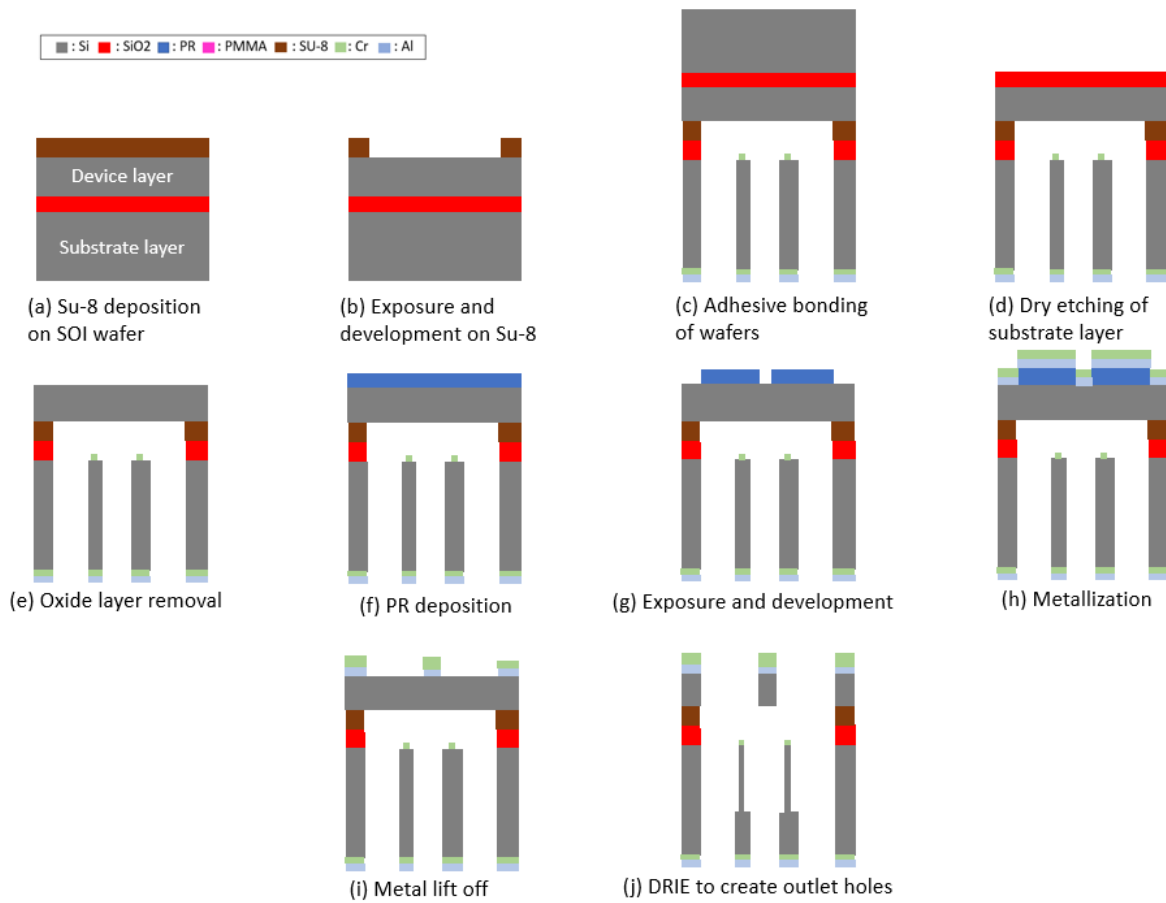 : Si : SiO2 : PR : PMMA : SU-8 : Cr : Al
Device layer
Substrate layer
(a) Su-8 deposition
on SOI wafer
(b) Exposure and
development on Su-8
(c) Adhesive bonding
of wafers
(d) Dry etching of
substrate layer
(e) Oxide layer removal
(f) PR deposition
(g) Exposure and development
(h) Metallization
(i) Metal lift off
(j) DRIE to create outlet holes